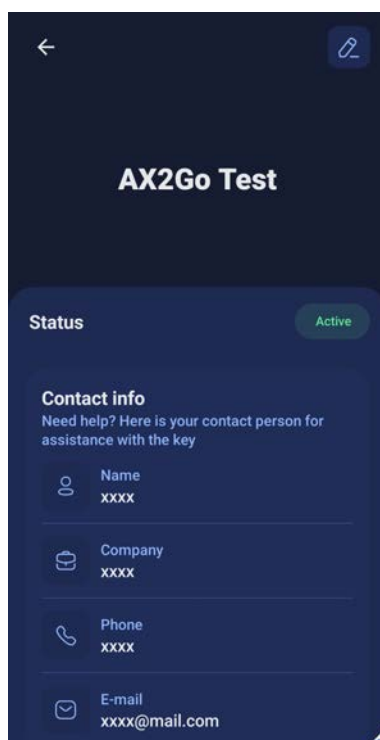 AX2Go Test
Status
Active
Contact info
Need help? Here is your contact person for
assistance with the key
Name
xxxx
Company
xxxx
Phone
xxxx
E-mail
xxxx@mail.com